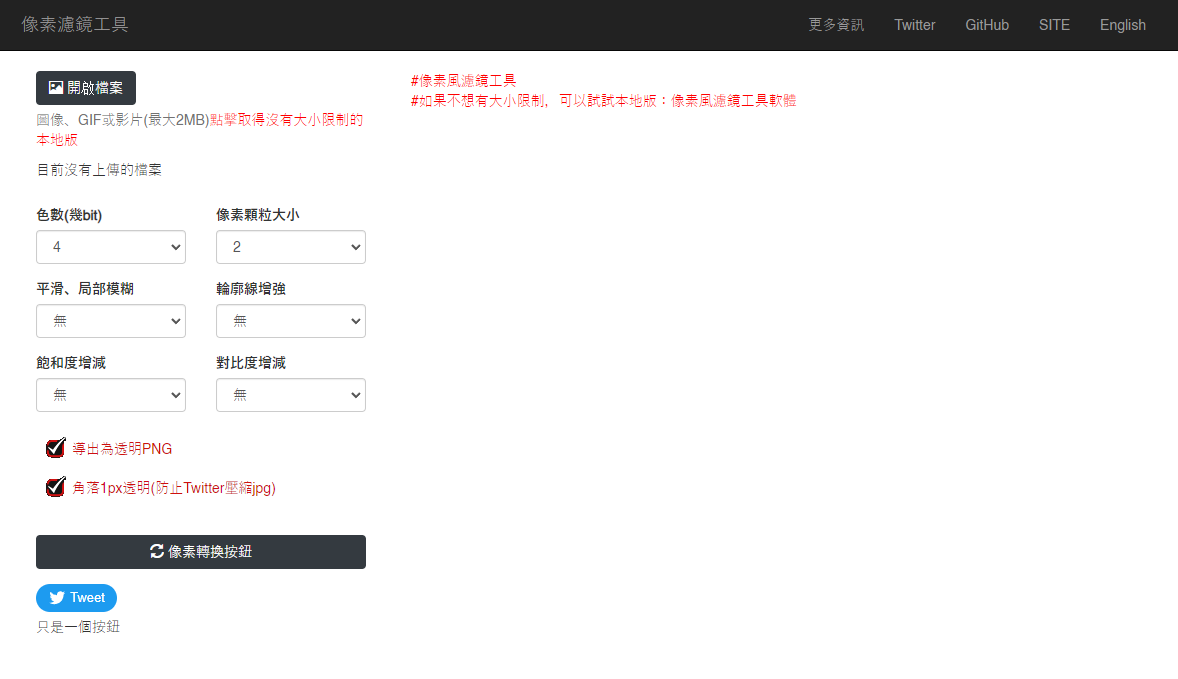 像素濾鏡工具
更多資訊 Twitter GitHub SITE English
開啟檔案
圖像、GIF或影片(最大2MB)點擊取得沒有大小限制的
本地版
目前沒有上傳的檔案
#像素風濾鏡工具
#如果不想有大小限制，可以試試本地版：像素風濾鏡工具軟體
色數(幾bit) 像素顆粒大小
4 2
平滑、局部模糊 輪廓線增強
無 無
飽和度增減 對比度增減
無 無
導出為透明PNG
角落1px透明(防止Twitter壓縮jpg)
像素轉換按鈕
Tweet
只是一個按鈕